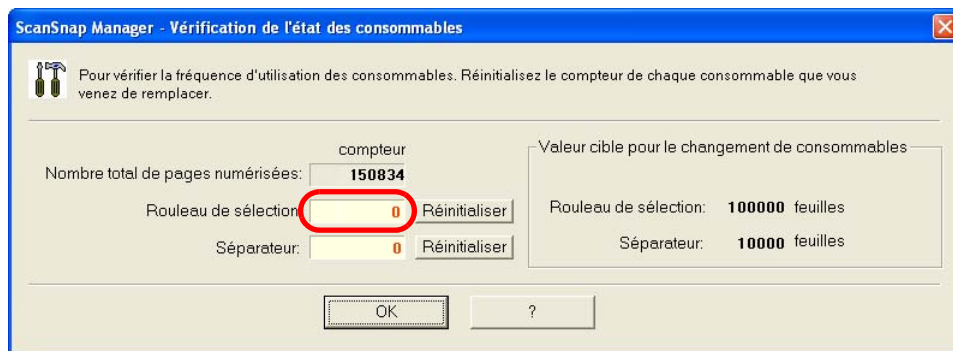 ScanSnap Manager - Vérification de l'état des consommables
Pour vérifier la fréquence d'utilisation des consommables. Réinitialisez le compteur de chaque consommable que vous
venez de remplacer.
compteur
Nombre total de pages numérisées: 150834
Rouleau de sélection 0 Réinitialiser
Séparateur: 0 Réinitialiser
Valeur cible pour le changement de consommables
Rouleau de sélection: 100000 feuilles
Séparateur: 10000 feuilles
OK
?